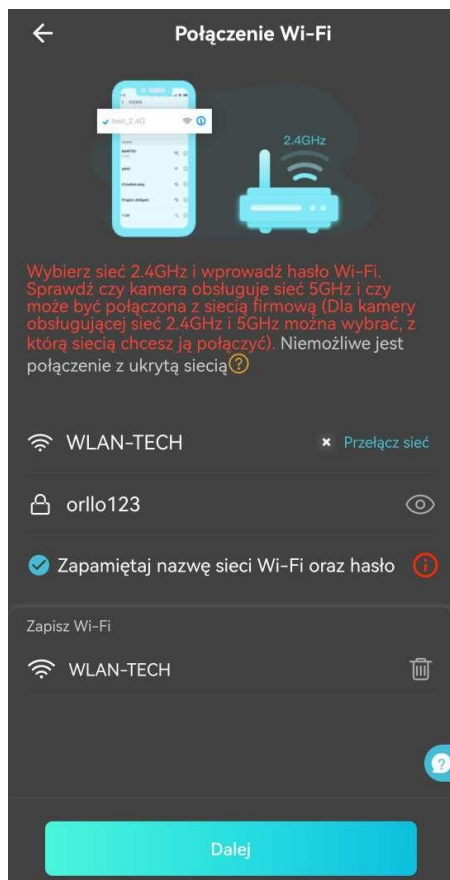 Połączenie Wi-Fi
test_2.4G
2.4GHz
Wybierz sieć 2.4GHz i wprowadź hasło Wi-Fi.
Sprawdź czy kamera obsługuje sieć 5GHz i czy
może być połączona z siecią firmową (Dla kamery
obsługującej sieć 2.4GHz i 5GHz można wybrać, z
którą siecią chcesz ją połączyć). Niemożliwe jest
połączenie z ukrytą siecią?
WLAN-TECH × Przełącz sieć
orllo123
Zapamiętaj nazwę sieci Wi-Fi oraz hasło
Zapisz Wi-Fi
WLAN-TECH
Dalej